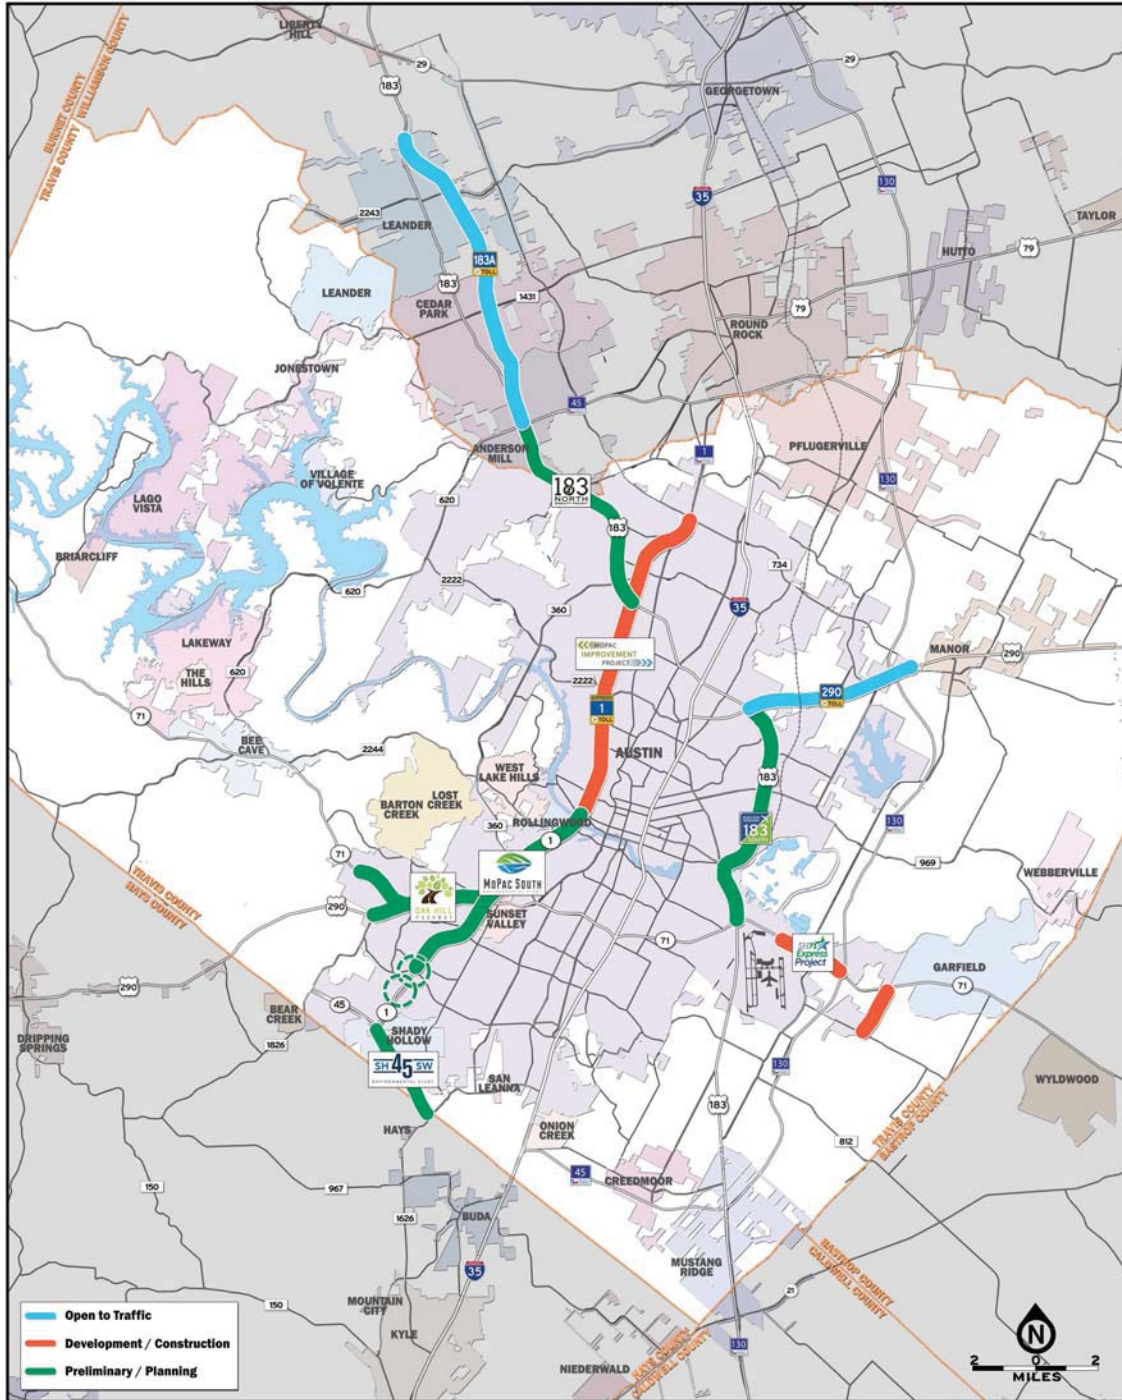 LIBERTY
HILL
29
183
29
GEORGETOWN
BURNET COUNTY
WILLIAMSON COUNTY
TRAVIS COUNTY
130
35
TAYLOR
2243
LEANDER
HUTTO
79
183A
TOLL
183
LEANDER
CEDAR
PARK
1431
79
ROUND
ROCK
JONESTOWN
45
ANDERSON
MILL
1
PFLUGERVILLE
183
NORTH
130
VILLAGE
OF VOLENTE
620
LAGO
VISTA
183
BRIARCLIFF
2222
734
620
360
35
LAKEWAY
MOPAC
IMPROVEMENT
PROJECT
MANOR
290
THE
HILLS
620
2222
290
TOLL
71
EXPRESS
1
TOLL
BEE
CAVE
2244
AUSTIN
WEST
LAKE HILLS
183
LOST
CREEK
BARTON
CREEK
ROLLINGWOOD
360
183
SOUTH
130
1
969
71
MOPAC SOUTH
WEBBERVILLE
TRAVIS COUNTY
HAYS COUNTY
OAK HILL
PARKWAY
290
SUNSET
VALLEY
71
SH71
Express
Project
GARFIELD
71
290
45
BEAR
CREEK
1
DRIPPING
SPRINGS
1826
SHADY
HOLLOW
SH 45 SW
ENVIRONMENTAL STUDY
130
SAN
LEANNA
WYLDWOOD
183
HAYS
ONION
CREEK
812
TRAVIS COUNTY
BASTROP COUNTY
45
CREEDMOOR
150
967
1626
BUDA
35
MUSTANG
RIDGE
BASTROP COUNTY
CALDWELL COUNTY
21
MOUNTAIN
CITY
150
KYLE
130
HAYS COUNTY
CALDWELL COUNTY
NIEDERWALD
Open to Traffic
Development / Construction
Preliminary / Planning
N
2 0 2
MILES